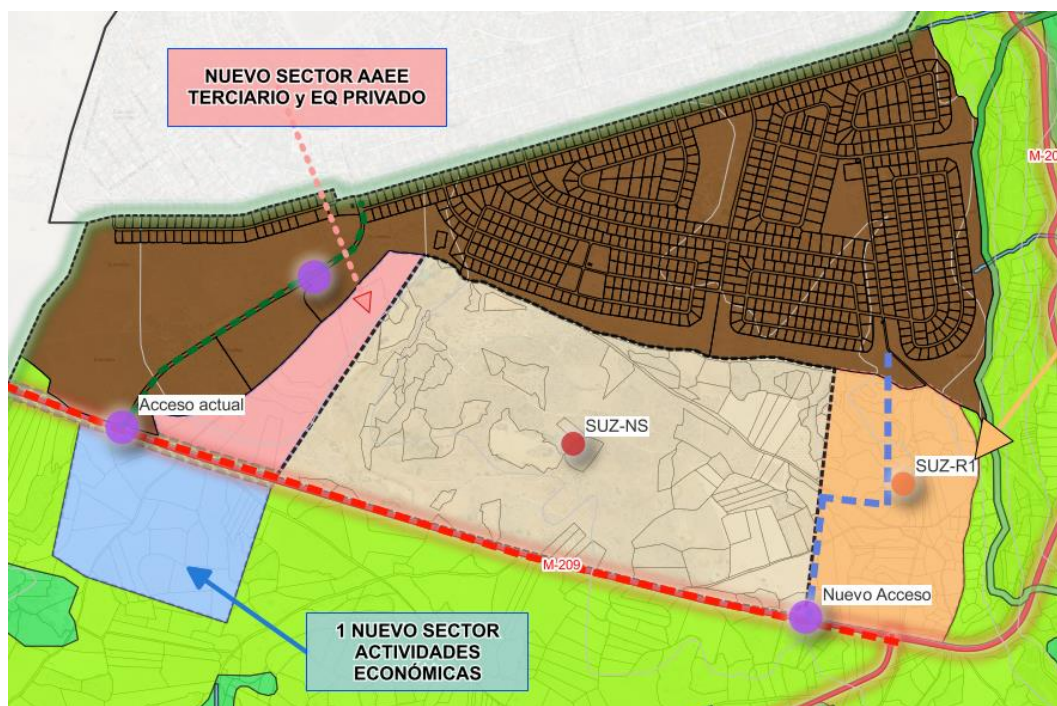 NUEVO SECTOR AAEE
TERCIARIO y EQ PRIVADO
M-20
Acceso actual
SUZ-NS
SUZ-R1
M-209
Nuevo Acceso
1 NUEVO SECTOR
ACTIVIDADES
ECONÓMICAS